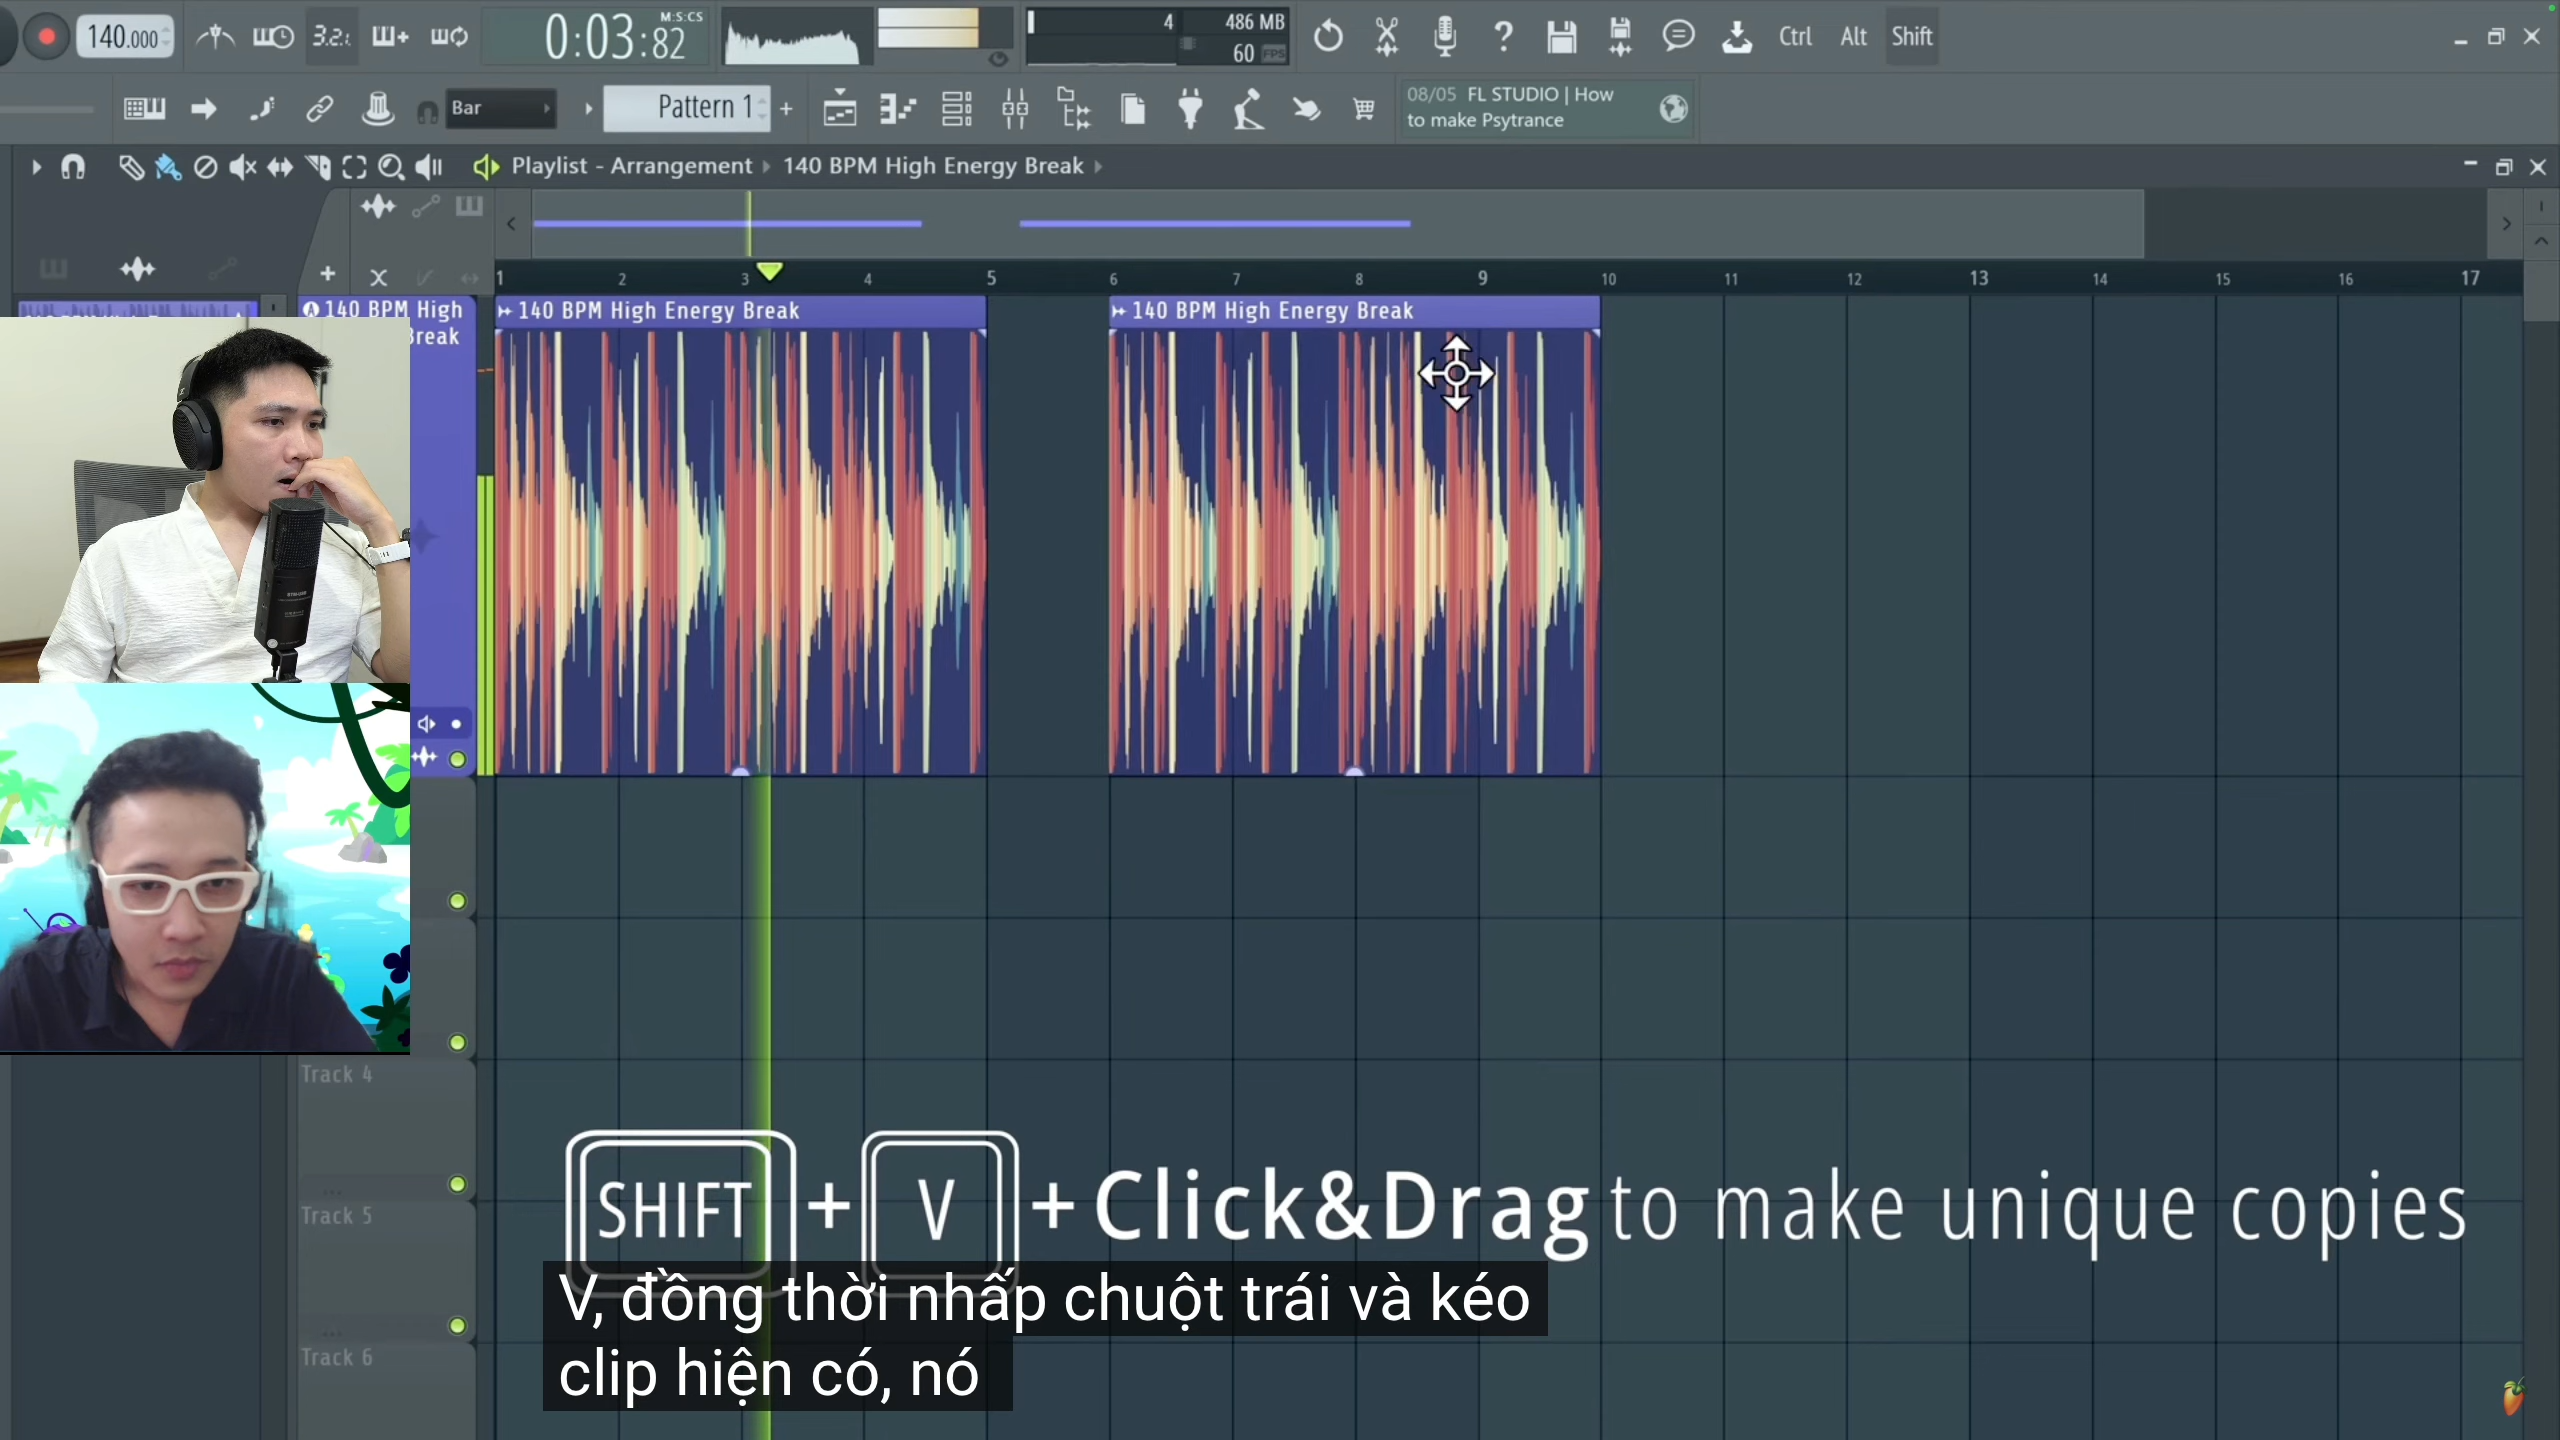 140.000
3.2.
0:03:82
M:S:CS
4
486 MB
60
FPS
Ctrl
Alt
Shift
Bar
Pattern 1
08/05 FL STUDIO | How
to make Psytrance
Playlist - Arrangement
140 BPM High Energy Break
1 2 3 4 5 6 7 8 9 10 11 12 13 14 15 16 17
140 BPM High
Break
140 BPM High Energy Break
140 BPM High Energy Break
Track 4
Track 5
Track 6
SHIFT + V + Click&Drag to make unique copies
V, đồng thời nhấp chuột trái và kéo
clip hiện có, nó